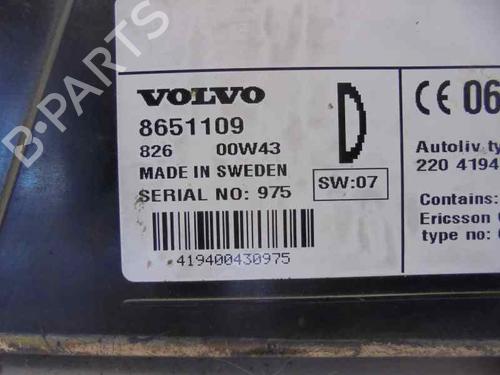 B-PARTS
VOLVO
8651109
826 00W43
MADE IN SWEDEN
SERIAL NO: 975
D
SW:07
419400430975
CE 06
Autoliv ty
220 4194
Contains:
Ericsson
type no: